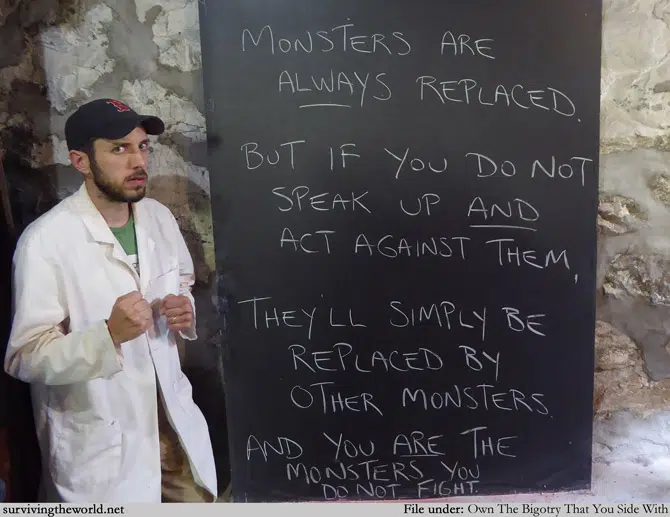 MONSTERS ARE
ALWAYS REPLACED.
BUT IF YOU DO NOT
SPEAK UP AND
ACT AGAINST THEM,
THEY'LL SIMPLY BE
REPLACED BY
OTHER MONSTERS.
AND YOU ARE THE
MONSTERS YOU
DO NOT FIGHT.
survivingtheworld.net
File under: Own The Bigotry That You Side With